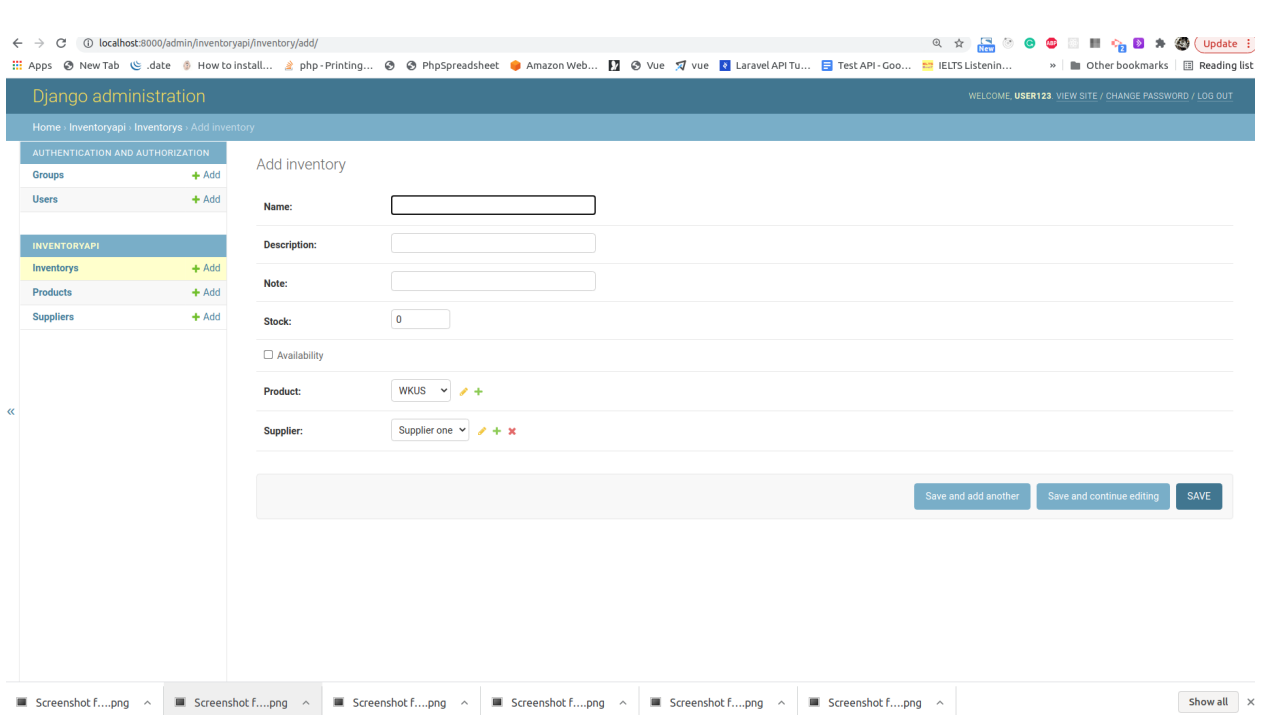 localhost:8000/admin/inventoryapi/inventory/add/
New
ABP
2
Update
Apps New Tab .date How to install... php - Printing... PhpSpreadsheet Amazon Web... Vue vue Laravel API Tu... Test API - Goo... IELTS Listenin... » Other bookmarks Reading list
Django administration
WELCOME, USER123. VIEW SITE / CHANGE PASSWORD / LOG OUT
Home › Inventoryapi › Inventorys › Add inventory
AUTHENTICATION AND AUTHORIZATION
Groups + Add
Users + Add
INVENTORYAPI
Inventorys + Add
Products + Add
Suppliers + Add
«
Add inventory
Name:
Description:
Note:
Stock: 0
Availability
Product: WKUS
Supplier: Supplier one
Save and add another Save and continue editing SAVE
Screenshot f....png Screenshot f....png Screenshot f....png Screenshot f....png Screenshot f....png Screenshot f....png Show all